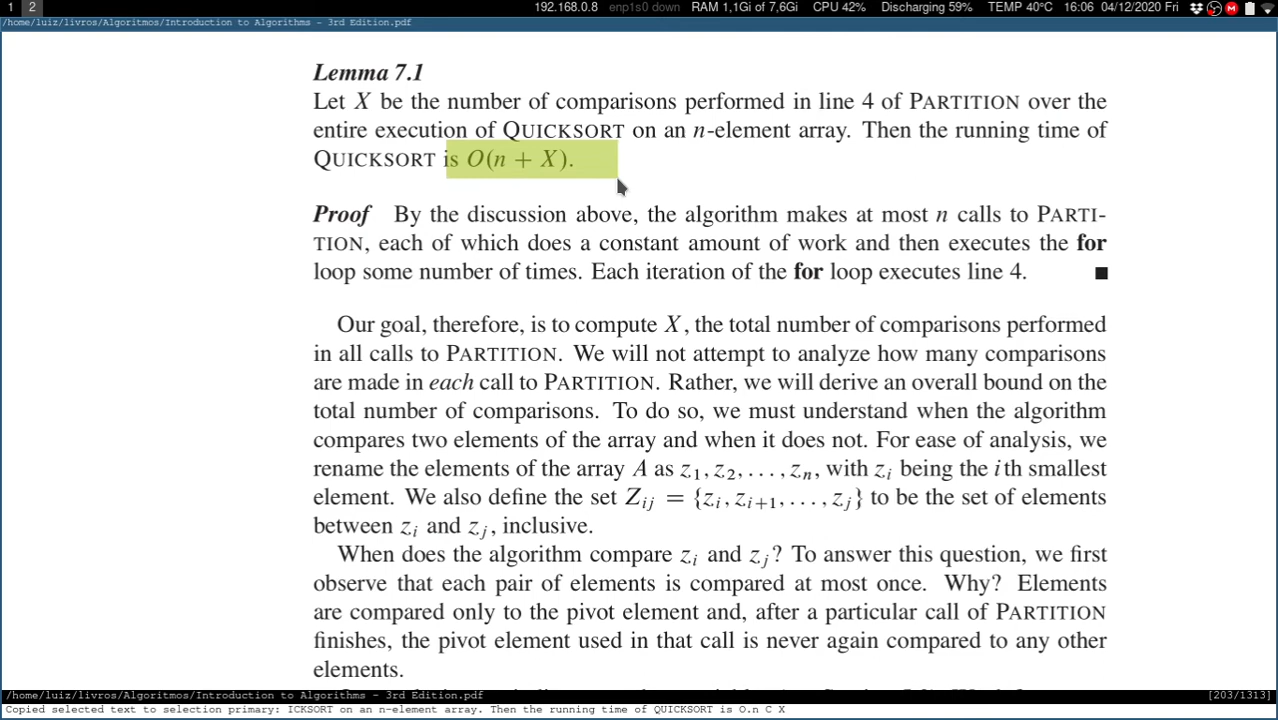 1 2 192.168.0.8 enp1s0 down RAM 1,1Gi of 7,6Gi CPU 42% Discharging 59% TEMP 40°C 16:06 04/12/2020 Fri
/home/luiz/livros/Algoritmos/Introduction to Algorithms - 3rd Edition.pdf
Lemma 7.1
Let X be the number of comparisons performed in line 4 of PARTITION over the
entire execution of QUICKSORT on an n-element array. Then the running time of
QUICKSORT is O(n + X).
Proof By the discussion above, the algorithm makes at most n calls to PARTI-
TION, each of which does a constant amount of work and then executes the for
loop some number of times. Each iteration of the for loop executes line 4. ■
Our goal, therefore, is to compute X, the total number of comparisons performed
in all calls to PARTITION. We will not attempt to analyze how many comparisons
are made in each call to PARTITION. Rather, we will derive an overall bound on the
total number of comparisons. To do so, we must understand when the algorithm
compares two elements of the array and when it does not. For ease of analysis, we
rename the elements of the array A as z₁, z₂, . . . , zₙ, with zᵢ being the ith smallest
element. We also define the set Zᵢⱼ = {zᵢ, zᵢ₊₁, . . . , zⱼ} to be the set of elements
between zᵢ and zⱼ, inclusive.
When does the algorithm compare zᵢ and zⱼ? To answer this question, we first
observe that each pair of elements is compared at most once. Why? Elements
are compared only to the pivot element and, after a particular call of PARTITION
finishes, the pivot element used in that call is never again compared to any other
elements.
/home/luiz/livros/Algoritmos/Introduction to Algorithms - 3rd Edition.pdf [203/1313]
Copied selected text to selection primary: ICKSORT on an n-element array. Then the running time of QUICKSORT is O.n C X